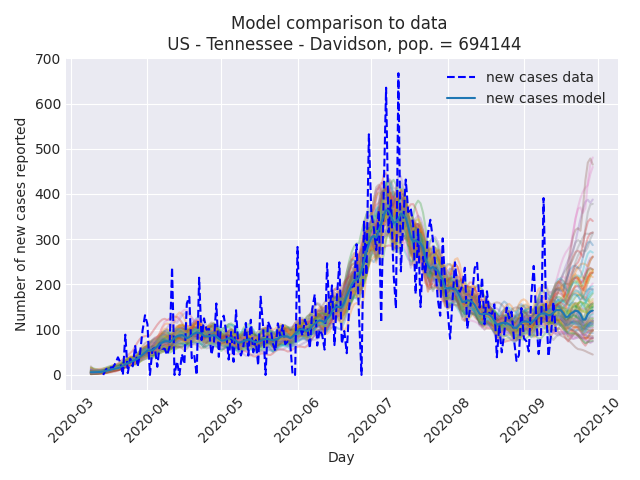 Model comparison to data
US - Tennessee - Davidson, pop. = 694144
700
600
500
400
300
200
100
0
Number of new cases reported
new cases data
new cases model
2020-03
2020-04
2020-05
2020-06
2020-07
2020-08
2020-09
2020-10
Day